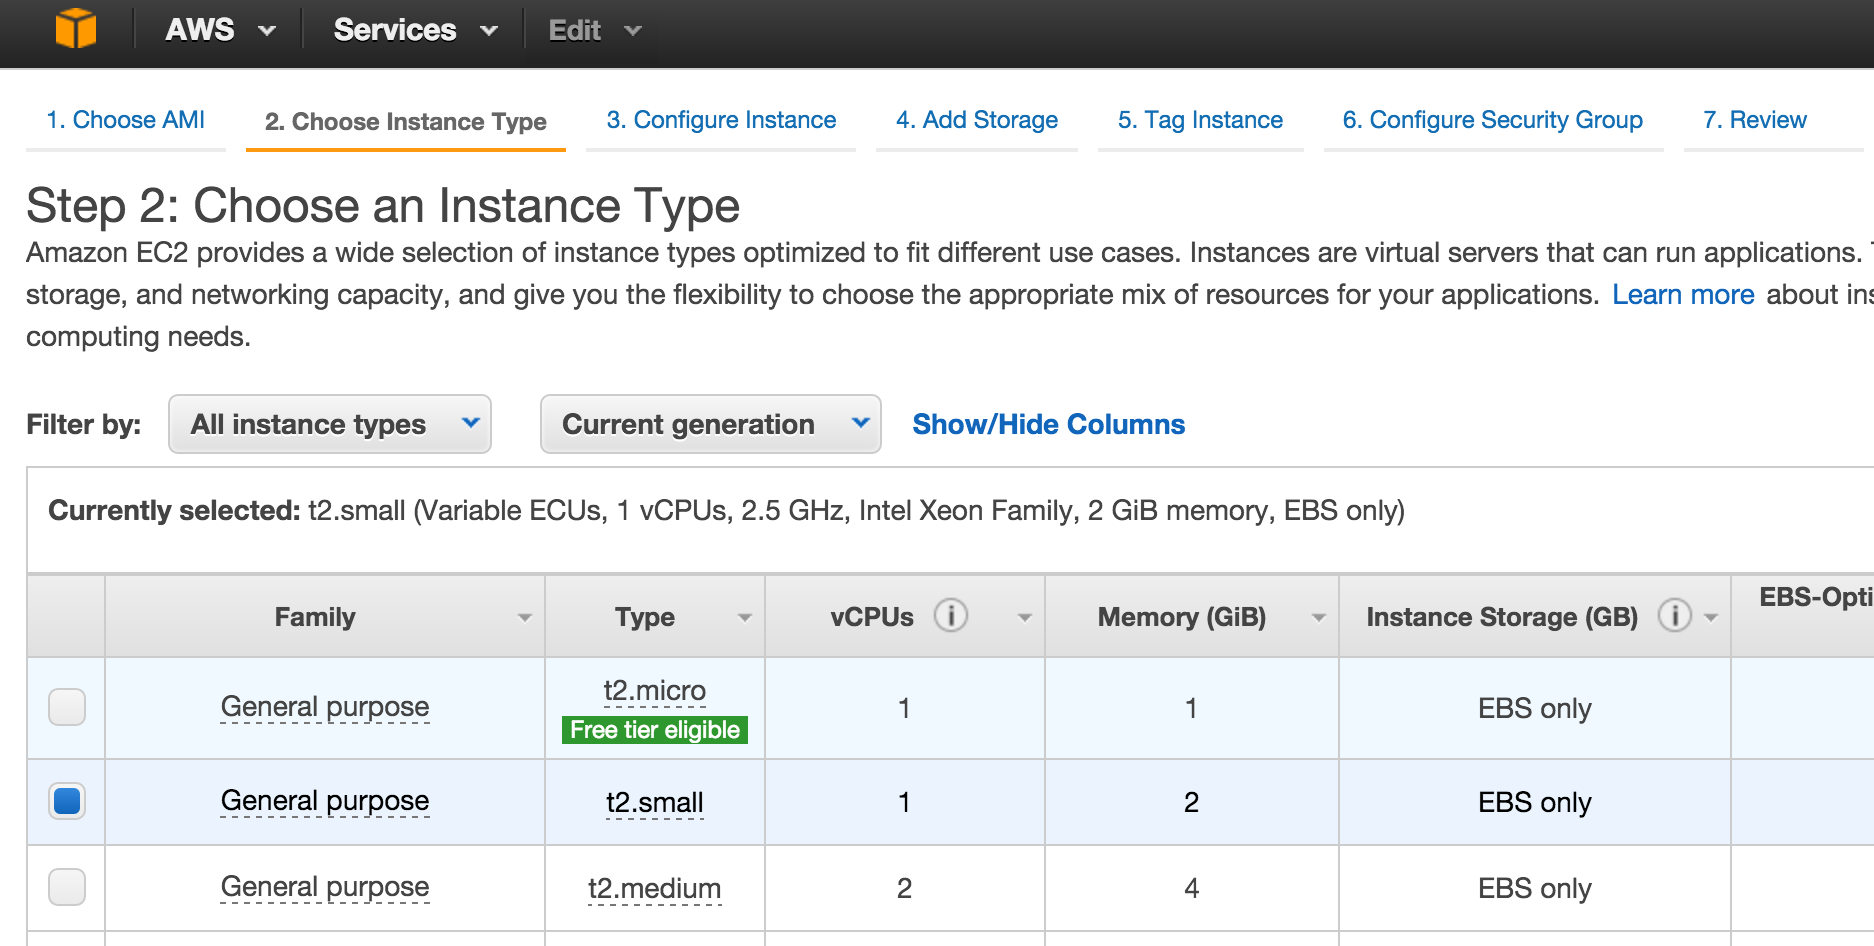 AWS Services Edit
1. Choose AMI 2. Choose Instance Type 3. Configure Instance 4. Add Storage 5. Tag Instance 6. Configure Security Group 7. Review
Step 2: Choose an Instance Type
Amazon EC2 provides a wide selection of instance types optimized to fit different use cases. Instances are virtual servers that can run applications.
storage, and networking capacity, and give you the flexibility to choose the appropriate mix of resources for your applications. Learn more about ins
computing needs.
Filter by: All instance types Current generation Show/Hide Columns
Currently selected: t2.small (Variable ECUs, 1 vCPUs, 2.5 GHz, Intel Xeon Family, 2 GiB memory, EBS only)
Family Type vCPUs i Memory (GiB) Instance Storage (GB) i EBS-Opti
General purpose t2.micro 1 1 EBS only
Free tier eligible
General purpose t2.small 1 2 EBS only
General purpose t2.medium 2 4 EBS only